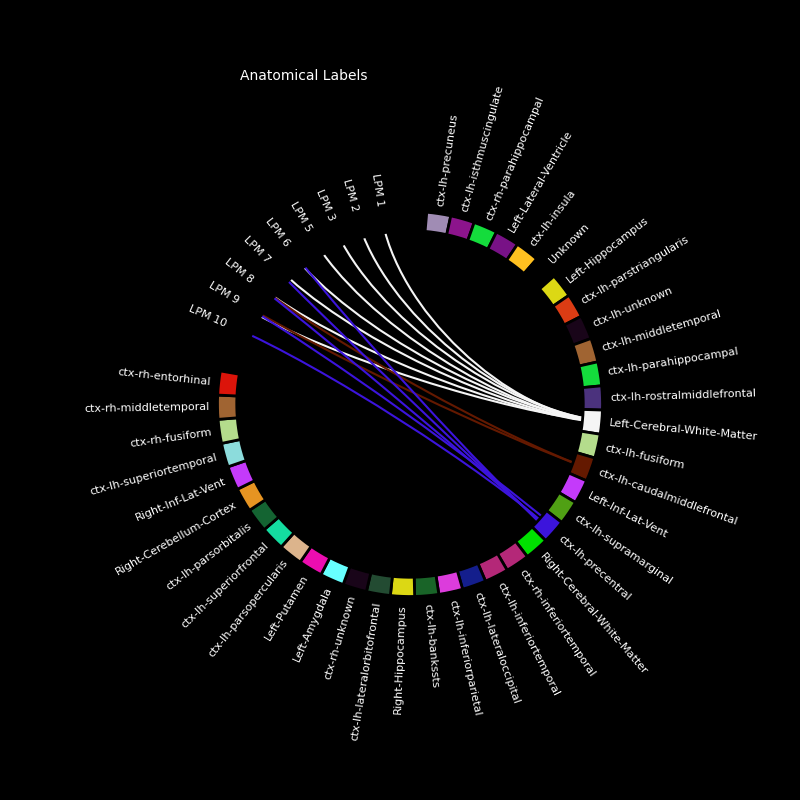 Anatomical Labels
ctx-lh-precuneus
ctx-lh-isthmuscingulate
ctx-rh-parahippocampal
Left-Lateral-Ventricle
ctx-lh-insula
Unknown
Left-Hippocampus
ctx-lh-parstriangularis
ctx-lh-unknown
ctx-lh-middletemporal
ctx-lh-parahippocampal
ctx-lh-rostralmiddlefrontal
Left-Cerebral-White-Matter
ctx-lh-fusiform
ctx-lh-caudalmiddlefrontal
Left-Inf-Lat-Vent
ctx-lh-supramarginal
ctx-lh-precentral
Right-Cerebral-White-Matter
ctx-rh-inferiortemporal
ctx-lh-inferiortemporal
ctx-lh-lateraloccipital
ctx-lh-inferiorparietal
ctx-lh-bankssts
Right-Hippocampus
ctx-lh-lateralorbitofrontal
ctx-rh-unknown
Left-Amygdala
Left-Putamen
ctx-lh-parsopercularis
ctx-lh-superiorfrontal
ctx-lh-parsorbitalis
Right-Cerebellum-Cortex
Right-Inf-Lat-Vent
ctx-lh-superiortemporal
ctx-rh-fusiform
ctx-rh-middletemporal
ctx-rh-entorhinal
LPM 10
LPM 9
LPM 8
LPM 7
LPM 6
LPM 5
LPM 3
LPM 2
LPM 1